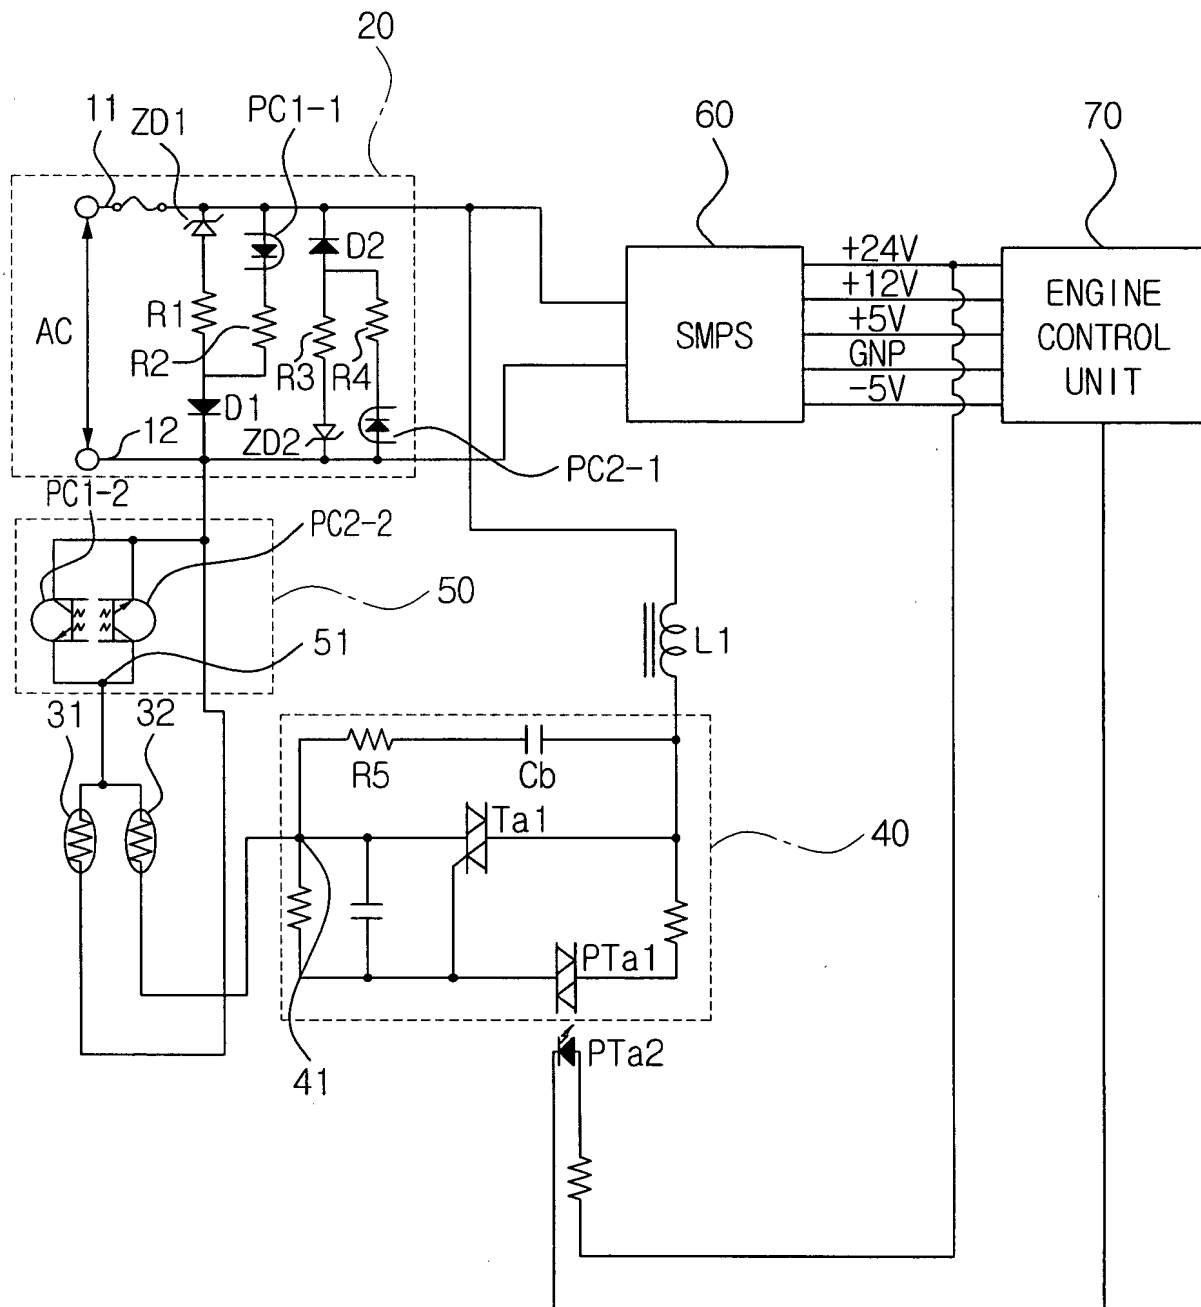 20
11
ZD1
PC1-1
60
70
AC
R1
R2
D1
12
D2
R3
R4
ZD2
PC2-1
SMPS
+24V
+12V
+5V
GNP
-5V
ENGINE
CONTROL
UNIT
PC1-2
PC2-2
50
51
31
32
L1
R5
Cb
Ta1
40
PTa1
41
PTa2